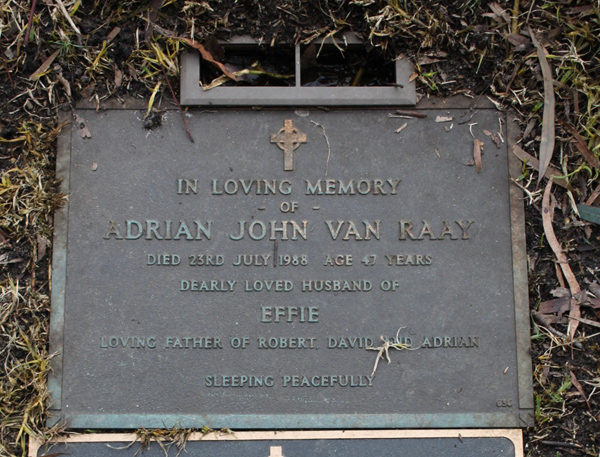 IN LOVING MEMORY
- OF -
ADRIAN JOHN VAN RAAY
DIED 23RD JULY 1988 AGE 47 YEARS
DEARLY LOVED HUSBAND OF
EFFIE
LOVING FATHER OF ROBERT, DAVID AND ADRIAN
SLEEPING PEACEFULLY